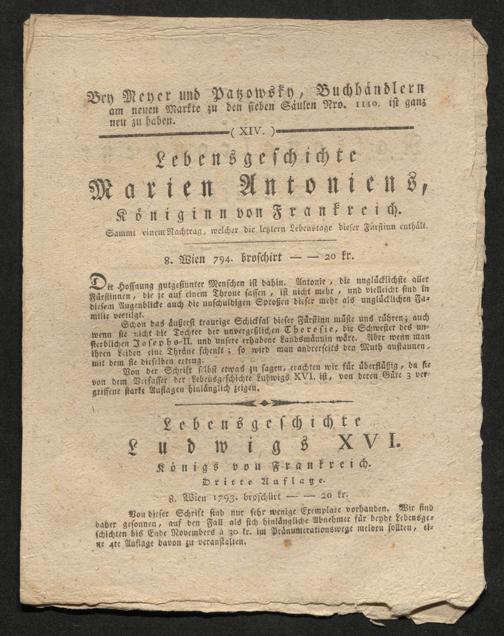 Bey Meyer und Patzowsky, Buchhändlern
am neuen Markte zu den sieben Säulen Nro. 1110. ist ganz
neu zu haben.
( XIV. )
Lebensgeschichte
Marien Antoniens,
Königinn von Frankreich.
Sammt einem Nachtrag, welcher die letztern Lebenstage dieser Fürstinn enthält.
8. Wien 794. broschirt — — 20 kr.
Die Hoffnung gutgesinnter Menschen ist dahin. Antonie, die unglücklichste aller
Fürstinnen, die je auf einem Throne sassen, ist nicht mehr, und vielleicht sind in
diesem Augenblicke auch die unschuldigen Sproßen dieser mehr als unglücklichen Fa-
milie vertilgt.
Schon das äusserst traurige Schicksal dieser Fürstinn müste uns rühren; auch
wenn sie nicht die Tochter der unvergeßlichen Theresie, die Schwester des un-
sterblichen Josephs II. und unsere erhabene Landsmännin wäre. Aber wenn man
ihren Leiden eine Thräne schenkt; so wird man andrerseits den Muth anstaunen,
mit dem sie dieselben ertrug.
Von der Schrift selbst etwas zu sagen, erachten wir für überflüßig, da sie
von dem Verfasser der Lebensgeschichte Ludwigs XVI. ist, von deren Güte 3 ver-
griffene starke Auflagen hinlänglich zeigen.
Lebensgeschichte
Ludwigs XVI.
Königs von Frankreich.
Dritte Auflage.
8. Wien 1793. broschirt — — 20 kr.
Von dieser Schrift sind nur sehr wenige Exemplare vorhanden. Wir sind
daher gesonnen, auf den Fall als sich hinlängliche Abnehmer für beyde Lebensge-
schichten bis Ende Novembers à 30 kr. im Pränumerationswege melden sollten, ei-
ne 4te Auflage davon zu veranstalten.